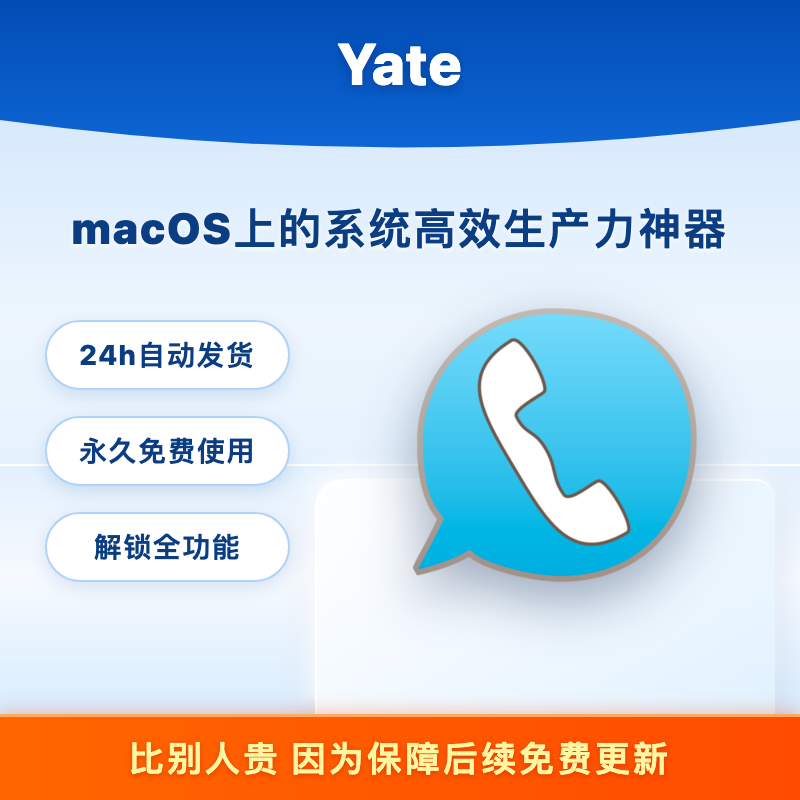 Yate
macOS上的系统高效生产力神器
24h自动发货
永久免费使用
解锁全功能
比别人贵 因为保障后续免费更新